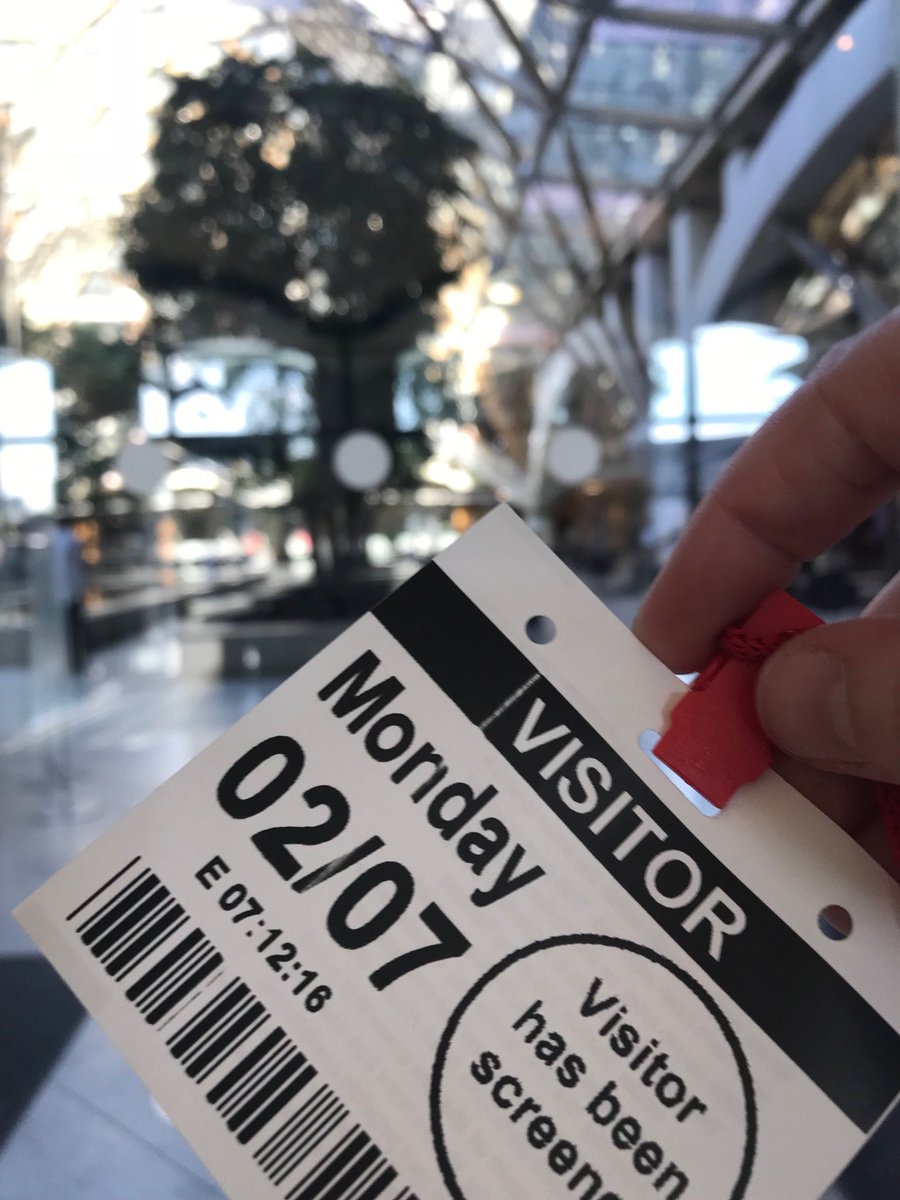 VISITOR
Monday
02/07
E 07:12:16
Visitor
has been